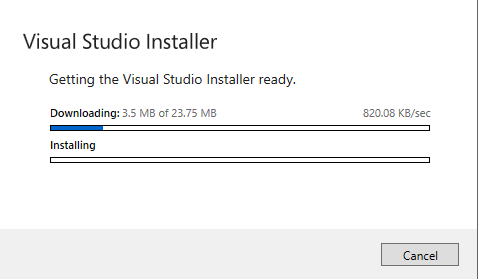 Visual Studio Installer
Getting the Visual Studio Installer ready.
Downloading: 3.5 MB of 23.75 MB 820.08 KB/sec
Installing
Cancel